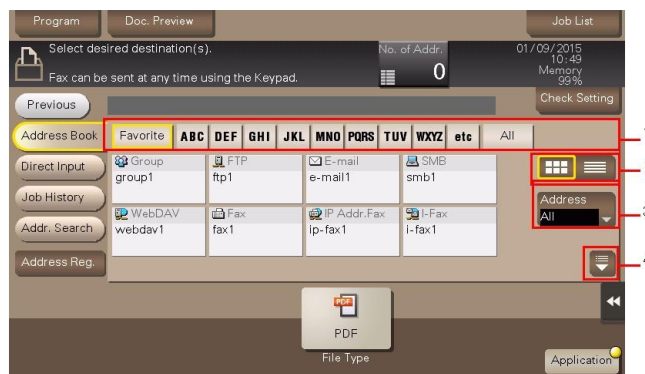 Program Doc. Preview Job List
Select desired destination(s).
Fax can be sent at any time using the Keypad.
No. of Addr.
0
01/09/2015
10:49
Memory
99%
Previous
Check Setting
Address Book Favorite ABC DEF GHI JKL MNO PQRS TUV WXYZ etc All
Direct Input
Group FTP E-mail SMB
group1 ftp1 e-mail1 smb1
Job History
Address
All
WebDAV Fax IP Addr.Fax I-Fax
webdav1 fax1 ip-fax1 i-fax1
Addr. Search
Address Reg.
PDF
PDF
File Type
Application